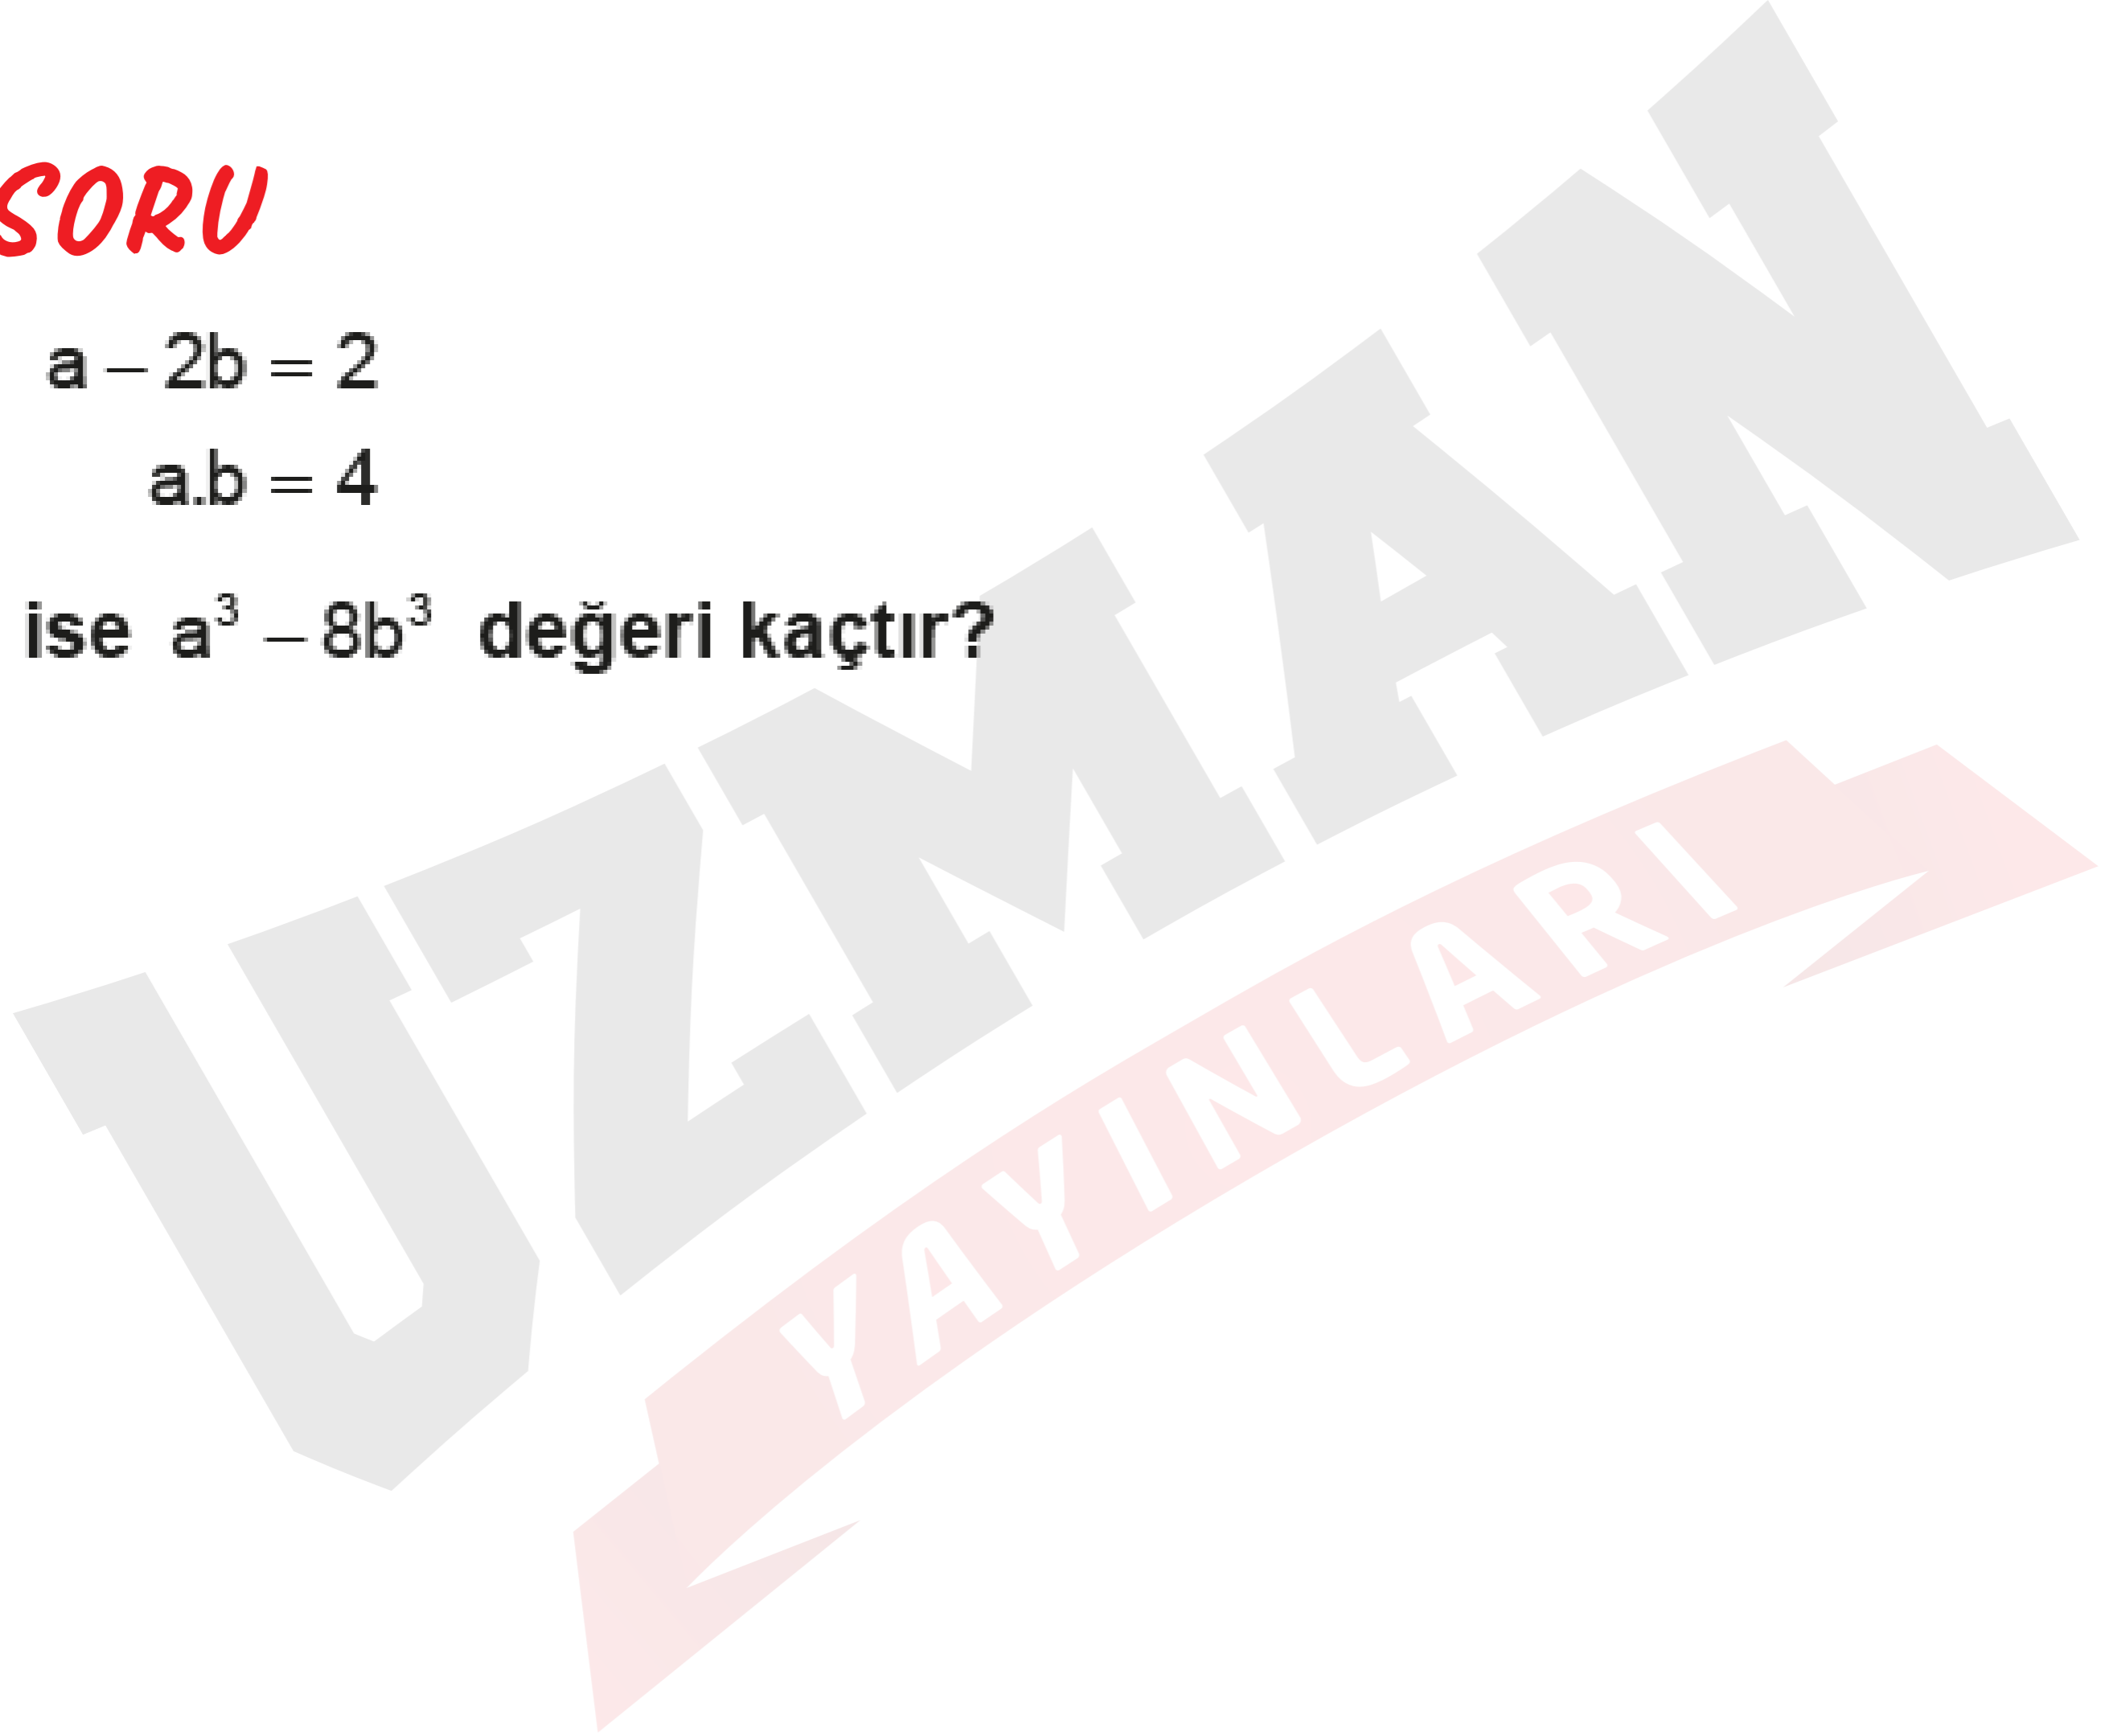 SORU
a – 2b = 2
a.b = 4
ise a³ – 8b³ değeri kaçtır?
UZMAN
YAYINLARI